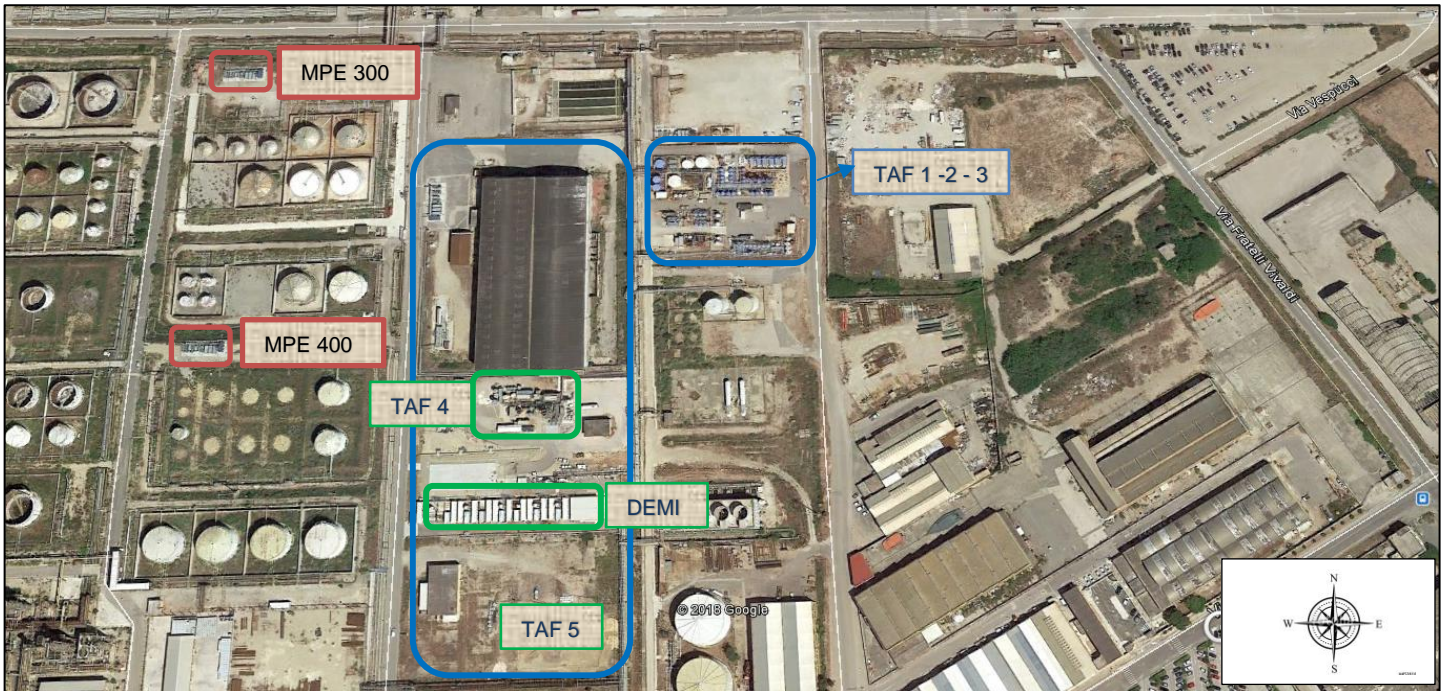 MPE 300
Via Vespucci
TAF 1 -2 - 3
Via Fratelli Vivaldi
MPE 400
TAF 4
DEMI
© 2018 Google
TAF 5
N
W
E
S